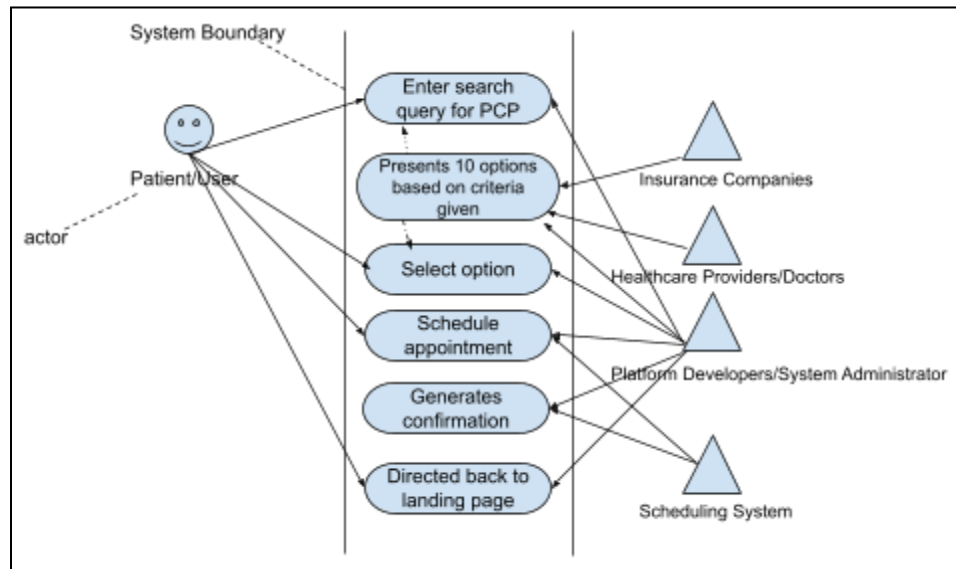 System Boundary
Enter search
query for PCP
Patient/User
Presents 10 options
based on criteria
given
Insurance Companies
actor
Select option
Healthcare Providers/Doctors
Schedule
appointment
Platform Developers/System Administrator
Generates
confirmation
Directed back to
landing page
Scheduling System